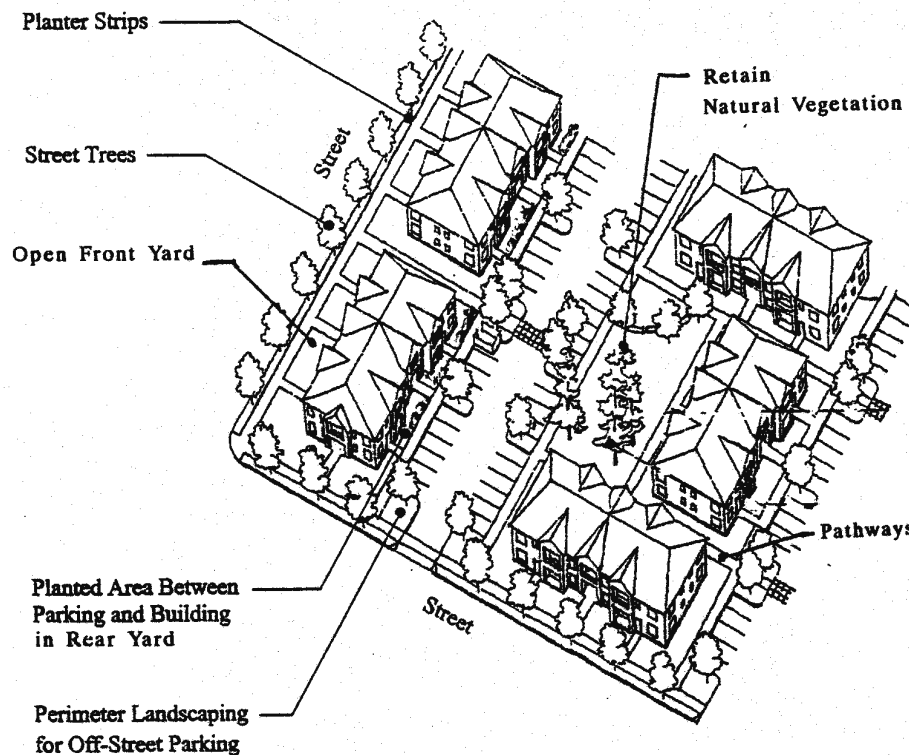 Planter Strips
Retain
Natural Vegetation
Street
Street Trees
Open Front Yard
Pathways
Planted Area Between
Parking and Building
in Rear Yard
Street
Perimeter Landscaping
for Off-Street Parking